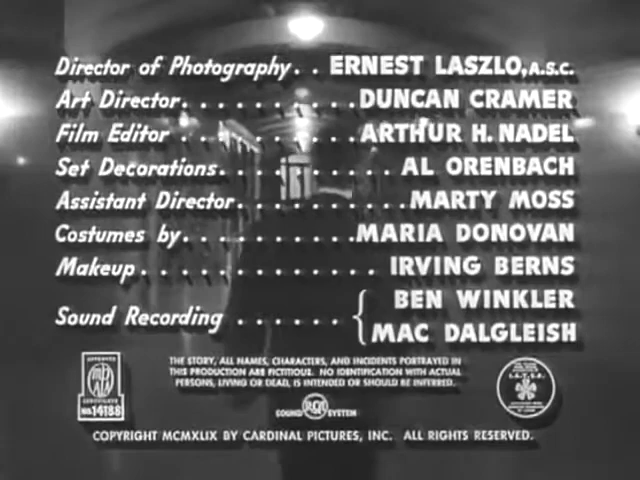 Director of Photography . . ERNEST LASZLO, A.S.C.
Art Director . . . . . . . . . . DUNCAN CRAMER
Film Editor . . . . . . . . . . ARTHUR H. NADEL
Set Decorations . . . . . . . . . . AL ORENBACH
Assistant Director . . . . . . . . . . MARTY MOSS
Costumes by . . . . . . . . . . MARIA DONOVAN
Makeup . . . . . . . . . . . . . . IRVING BERNS
Sound Recording . . . . . . { BEN WINKLER
MAC DALGLEISH
APPROVED
MPAA
CERTIFICATE
No 14188
THE STORY, ALL NAMES, CHARACTERS, AND INCIDENTS PORTRAYED IN
THIS PRODUCTION ARE FICTITIOUS. NO IDENTIFICATION WITH ACTUAL
PERSONS, LIVING OR DEAD, IS INTENDED OR SHOULD BE INFERRED.
SOUND RCA SYSTEM
I.A.T.S.E.
COPYRIGHT MCMXLIX BY CARDINAL PICTURES, INC. ALL RIGHTS RESERVED.